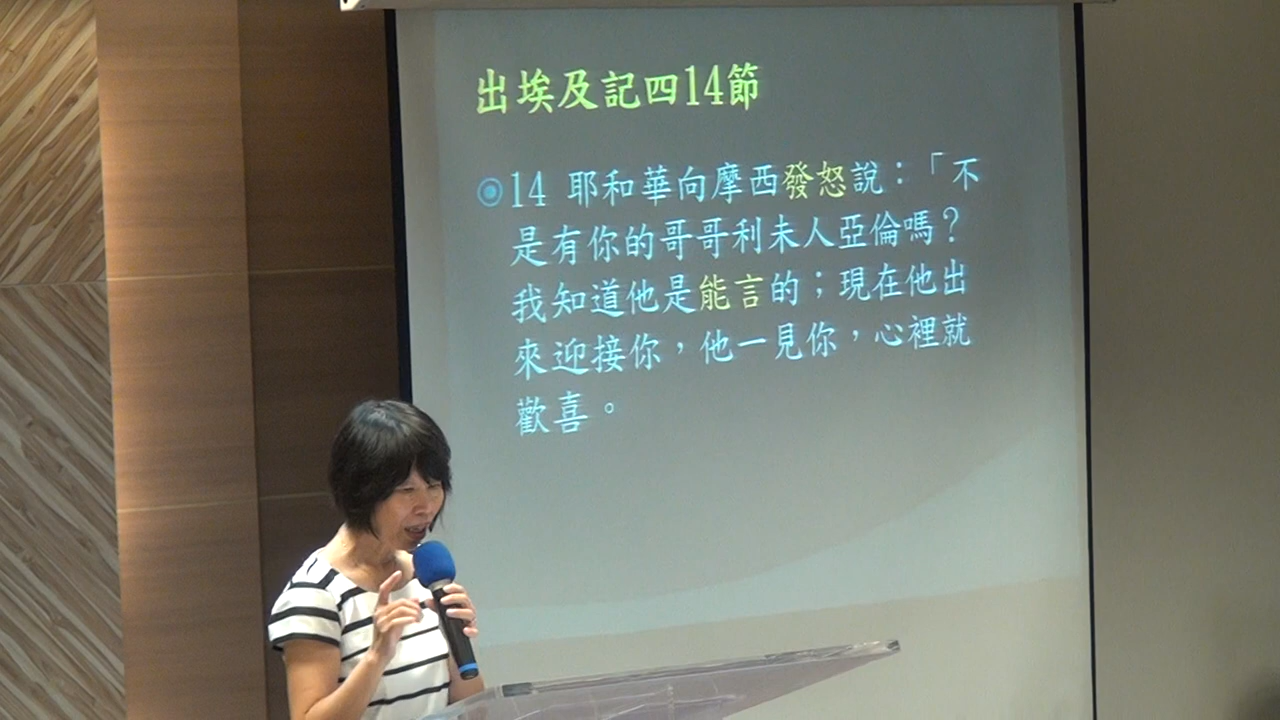 出埃及記四14節
14 耶和華向摩西發怒說：「不
是有你的哥哥利未人亞倫嗎？
我知道他是能言的；現在他出
來迎接你，他一見你，心裡就
歡喜。